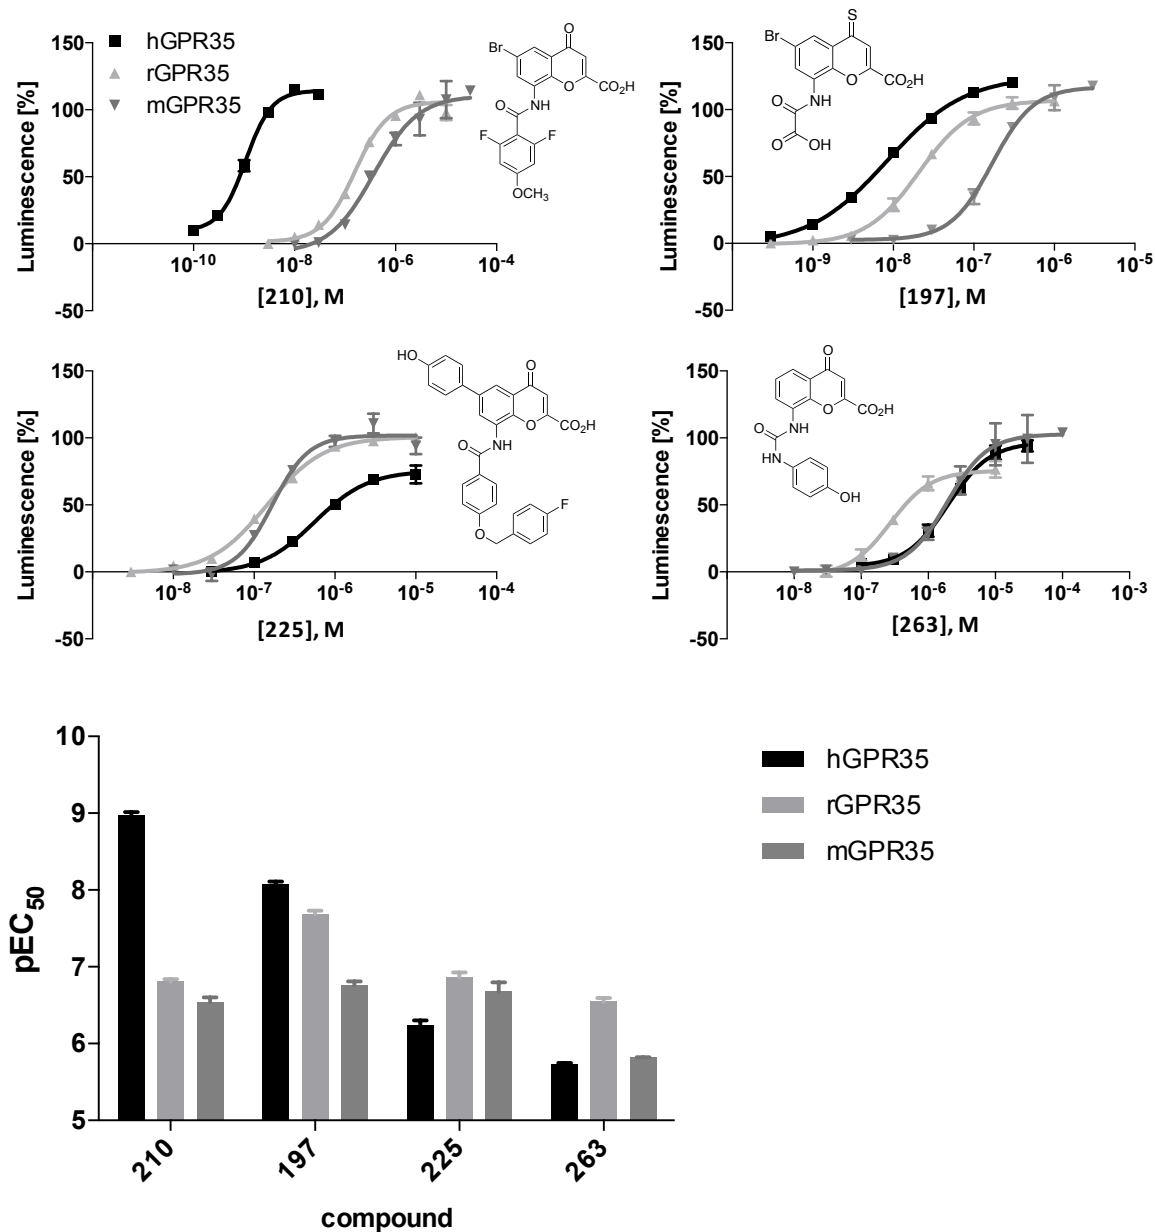 150
100
50
0
-50
Luminescence [%]
hGPR35
rGPR35
mGPR35
10-10
10-8
10-6
10-4
[210], M
O
Br
O
CO2H
NH
O
F
F
OCH3
150
100
50
0
-50
Luminescence [%]
10-9
10-8
10-7
10-6
10-5
[197], M
S
Br
O
CO2H
NH
O
O
OH
150
100
50
0
-50
Luminescence [%]
10-8
10-7
10-6
10-5
10-4
[225], M
HO
O
O
CO2H
NH
O
F
O
150
100
50
0
-50
Luminescence [%]
10-8
10-7
10-6
10-5
10-4
10-3
[263], M
O
O
CO2H
NH
O
HN
OH
10
9
8
7
6
5
pEC50
210
197
225
263
compound
hGPR35
rGPR35
mGPR35